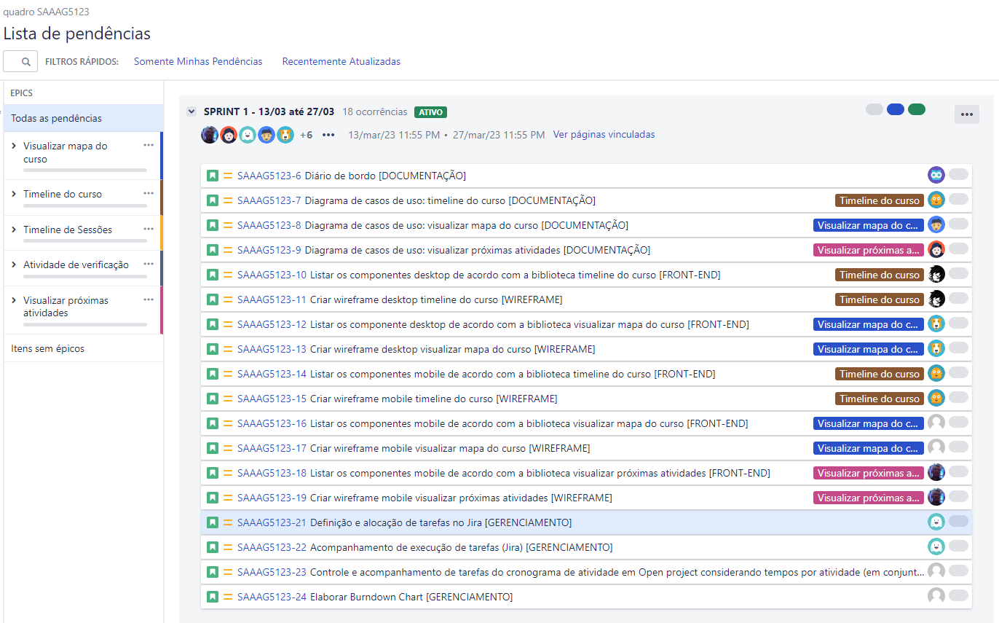 quadro SAAAG5123
Lista de pendências
FILTROS RÁPIDOS: Somente Minhas Pendências Recentemente Atualizadas
EPICS
Todas as pendências
Visualizar mapa do
curso
Timeline do curso
Timeline de Sessões
Atividade de verificação
Visualizar próximas
atividades
Itens sem épicos
SPRINT 1 - 13/03 até 27/03 18 ocorrências ATIVO
+6 ••• 13/mar/23 11:55 PM • 27/mar/23 11:55 PM Ver páginas vinculadas
SAAAG5123-6 Diário de bordo [DOCUMENTAÇÃO]
SAAAG5123-7 Diagrama de casos de uso: timeline do curso [DOCUMENTAÇÃO] Timeline do curso
SAAAG5123-8 Diagrama de casos de uso: visualizar mapa do curso [DOCUMENTAÇÃO] Visualizar mapa do c...
SAAAG5123-9 Diagrama de casos de uso: visualizar próximas atividades [DOCUMENTAÇÃO] Visualizar próximas a...
SAAAG5123-10 Listar os componentes desktop de acordo com a biblioteca timeline do curso [FRONT-END] Timeline do curso
SAAAG5123-11 Criar wireframe desktop timeline do curso [WIREFRAME] Timeline do curso
SAAAG5123-12 Listar os componente desktop de acordo com a biblioteca visualizar mapa do curso [FRONT-END] Visualizar mapa do c...
SAAAG5123-13 Criar wireframe desktop visualizar mapa do curso [WIREFRAME] Visualizar mapa do c...
SAAAG5123-14 Listar os componentes mobile de acordo com a biblioteca timeline do curso [FRONT-END] Timeline do curso
SAAAG5123-15 Criar wireframe mobile timeline do curso [WIREFRAME] Timeline do curso
SAAAG5123-16 Listar os componentes mobile de acordo com a biblioteca visualizar mapa do curso [FRONT-END] Visualizar mapa do c...
SAAAG5123-17 Criar wireframe mobile visualizar mapa do curso [WIREFRAME] Visualizar mapa do c...
SAAAG5123-18 Listar os componentes mobile de acordo com a biblioteca visualizar próximas atividades [FRONT-END] Visualizar próximas a...
SAAAG5123-19 Criar wireframe mobile visualizar próximas atividades [WIREFRAME] Visualizar próximas a...
SAAAG5123-21 Definição e alocação de tarefas no Jira [GERENCIAMENTO]
SAAAG5123-22 Acompanhamento de execução de tarefas (Jira) [GERENCIAMENTO]
SAAAG5123-23 Controle e acompanhamento de tarefas do cronograma de atividade em Open project considerando tempos por atividade (em conjunt...
SAAAG5123-24 Elaborar Burndown Chart [GERENCIAMENTO]